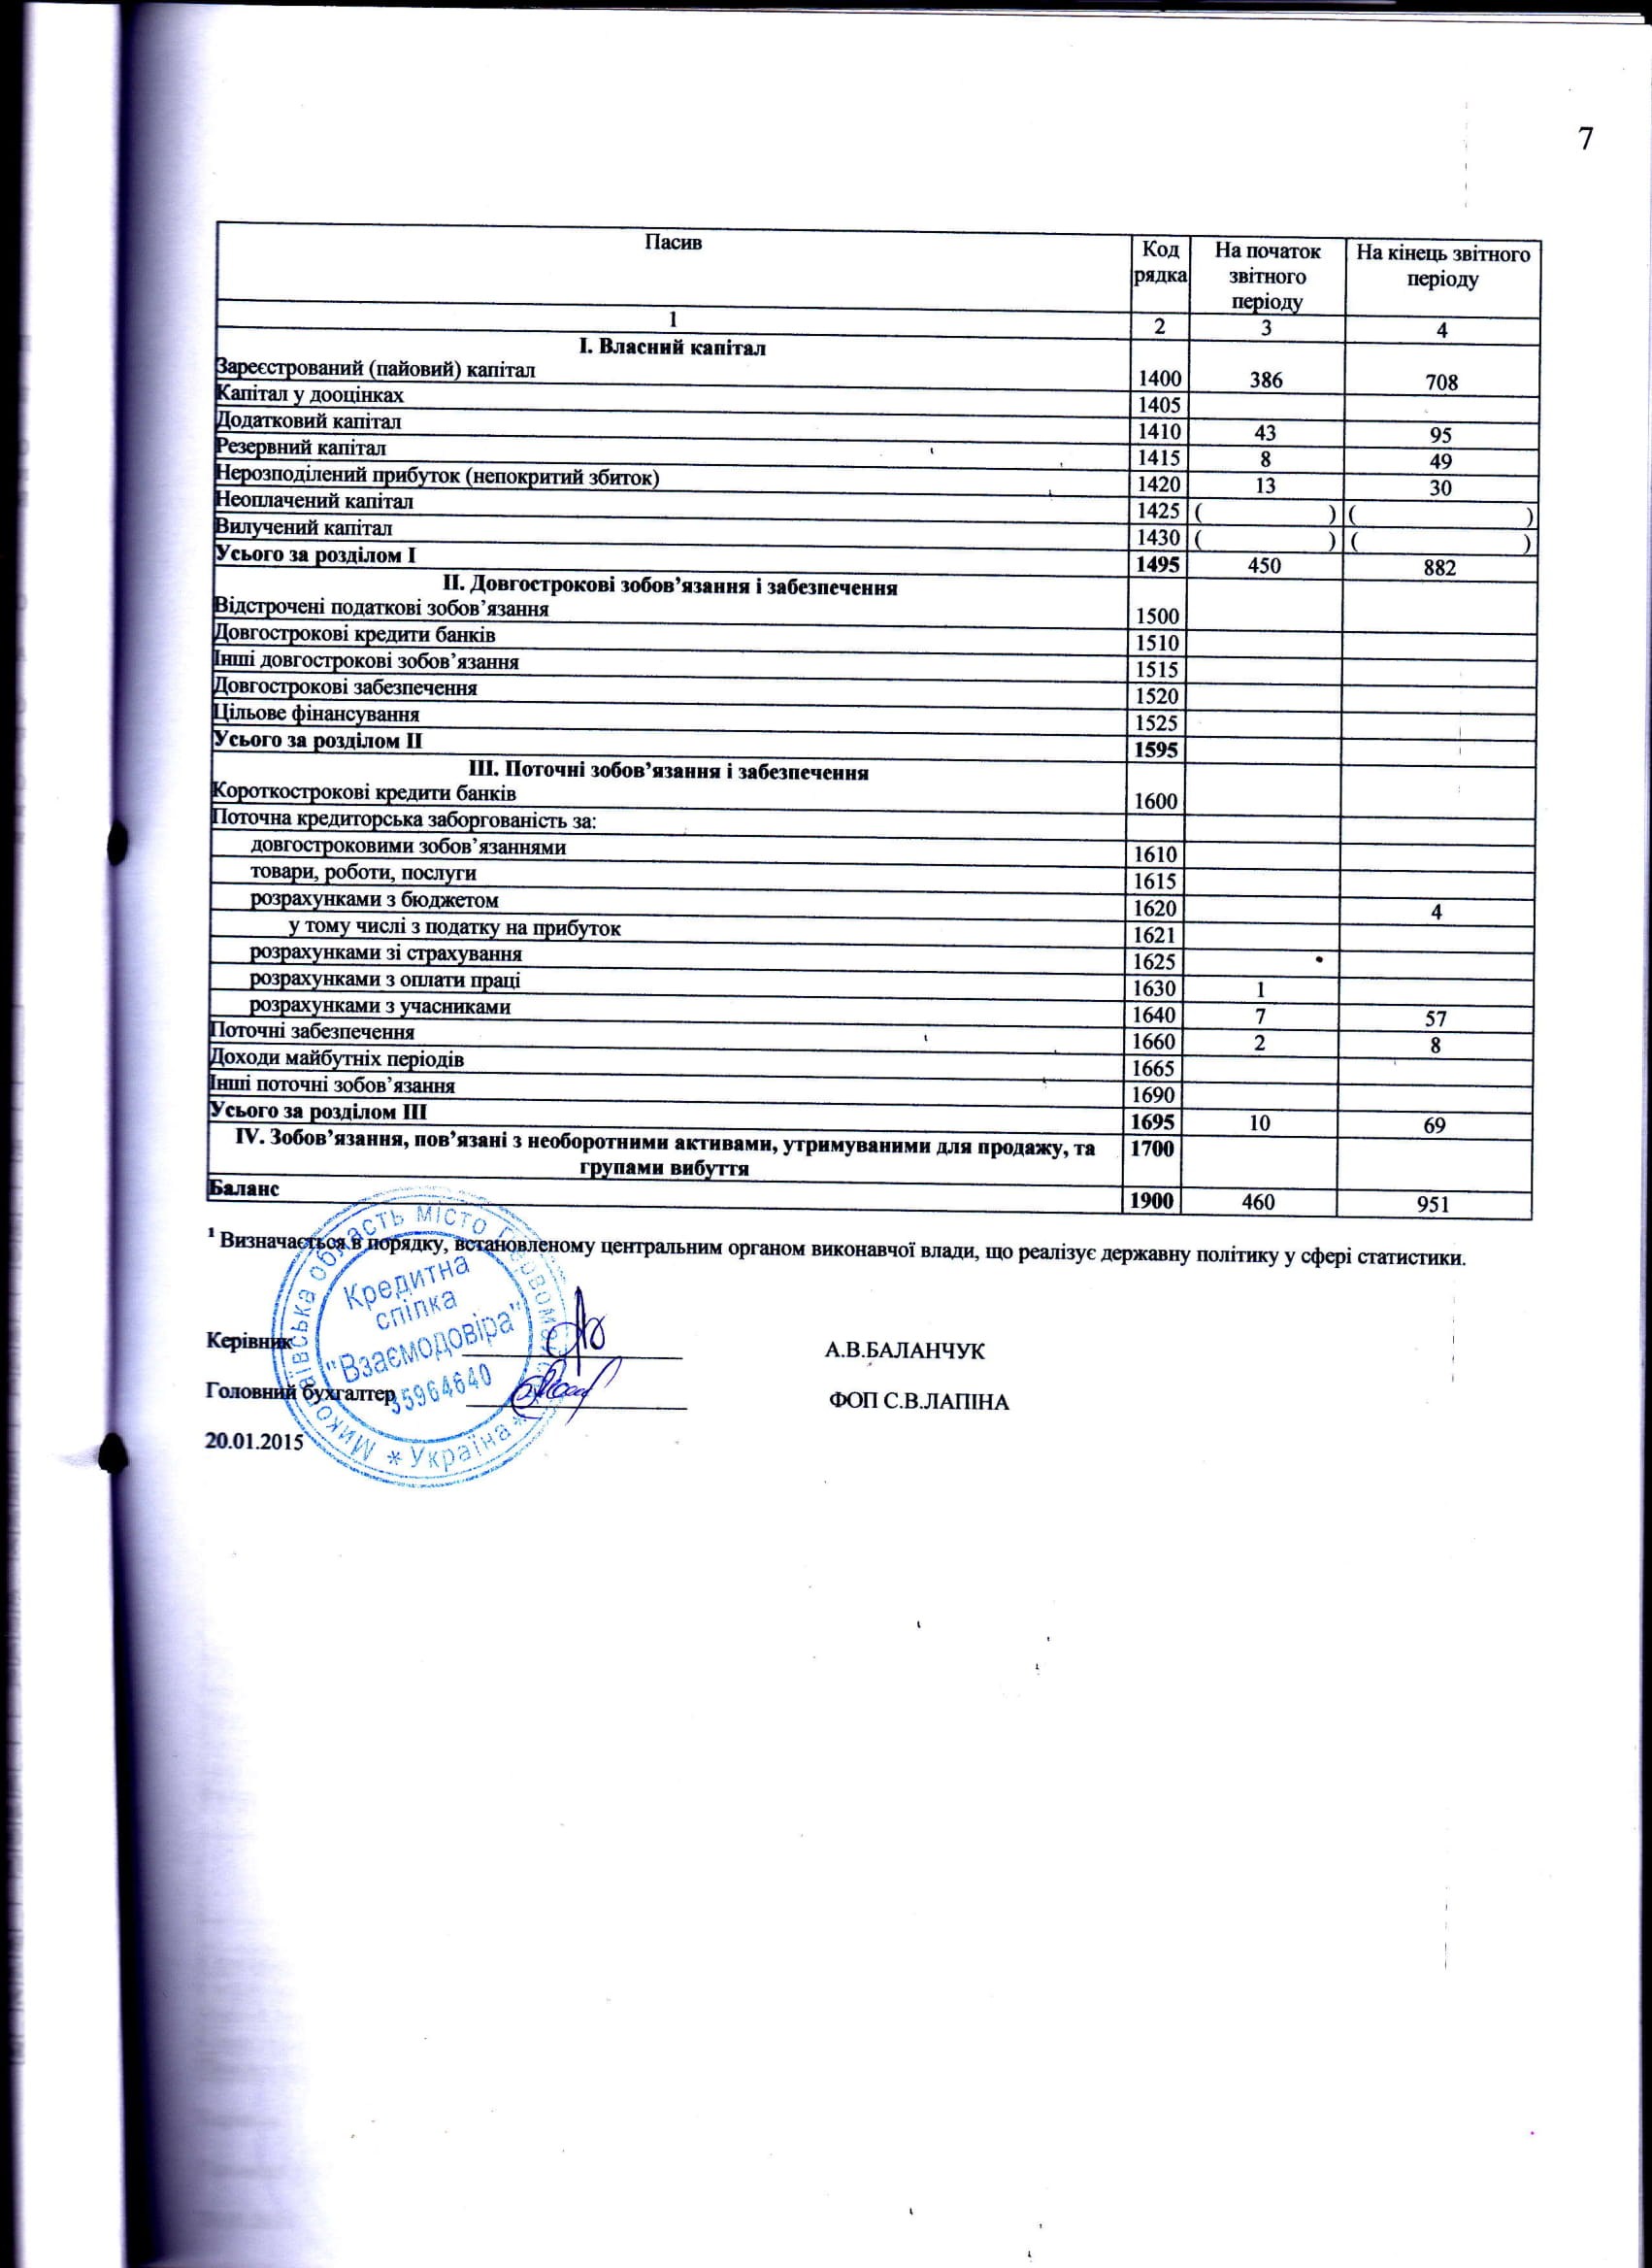 7
Пасив Код рядка На початок звітного періоду На кінець звітного періоду
1 2 3 4
I. Власний капітал
Зареєстрований (пайовий) капітал 1400 386 708
Капітал у дооцінках 1405
Додатковий капітал 1410 43 95
Резервний капітал 1415 8 49
Нерозподілений прибуток (непокритий збиток) 1420 13 30
Неоплачений капітал 1425 ( ) ( )
Вилучений капітал 1430 ( ) ( )
Усього за розділом I 1495 450 882
II. Довгострокові зобов’язання і забезпечення
Відстрочені податкові зобов’язання 1500
Довгострокові кредити банків 1510
Інші довгострокові зобов’язання 1515
Довгострокові забезпечення 1520
Цільове фінансування 1525
Усього за розділом II 1595
III. Поточні зобов’язання і забезпечення
Короткострокові кредити банків 1600
Поточна кредиторська заборгованість за:
довгостроковими зобов’язаннями 1610
товари, роботи, послуги 1615
розрахунками з бюджетом 1620 4
у тому числі з податку на прибуток 1621
розрахунками зі страхування 1625
розрахунками з оплати праці 1630 1
розрахунками з учасниками 1640 7 57
Поточні забезпечення 1660 2 8
Доходи майбутніх періодів 1665
Інші поточні зобов’язання 1690
Усього за розділом III 1695 10 69
IV. Зобов’язання, пов’язані з необоротними активами, утримуваними для продажу, та 1700
групами вибуття
Баланс 1900 460 951
1 Визначається в порядку, встановленому центральним органом виконавчої влади, що реалізує державну політику у сфері статистики.
Керівник А.В.БАЛАНЧУК
Головний бухгалтер ФОП С.В.ЛАПІНА
20.01.2015
Кредитна
спілка
"Взаємодовіра"
35964640
область місто
* Україна *